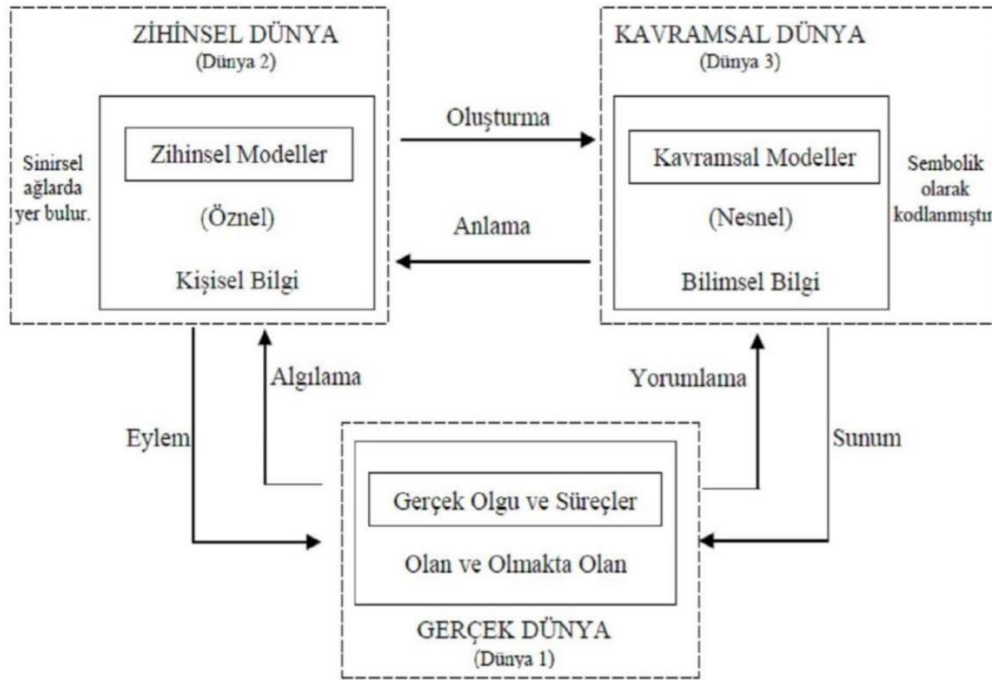 ZİHİNSEL DÜNYA
(Dünya 2)
Sinirsel
ağlarda
yer bulur.
Zihinsel Modeller
(Öznel)
Kişisel Bilgi
Oluşturma
Anlama
KAVRAMSAL DÜNYA
(Dünya 3)
Kavramsal Modeller
(Nesnel)
Bilimsel Bilgi
Sembolik
olarak
kodlanmıştır
Eylem
Algılama
Yorumlama
Sunum
Gerçek Olgu ve Süreçler
Olan ve Olmakta Olan
GERÇEK DÜNYA
(Dünya 1)